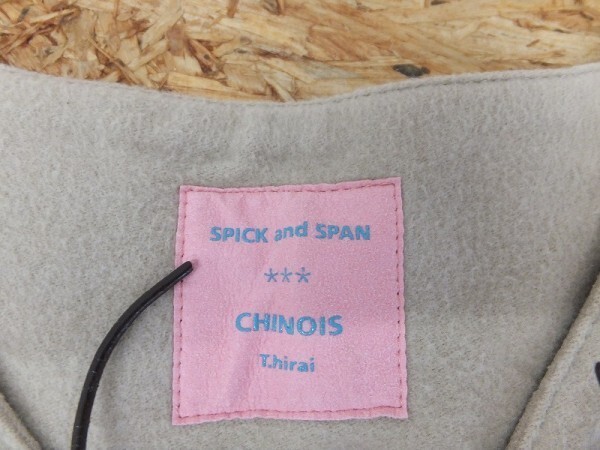 SPICK and SPAN
***
CHINOIS
T.hirai